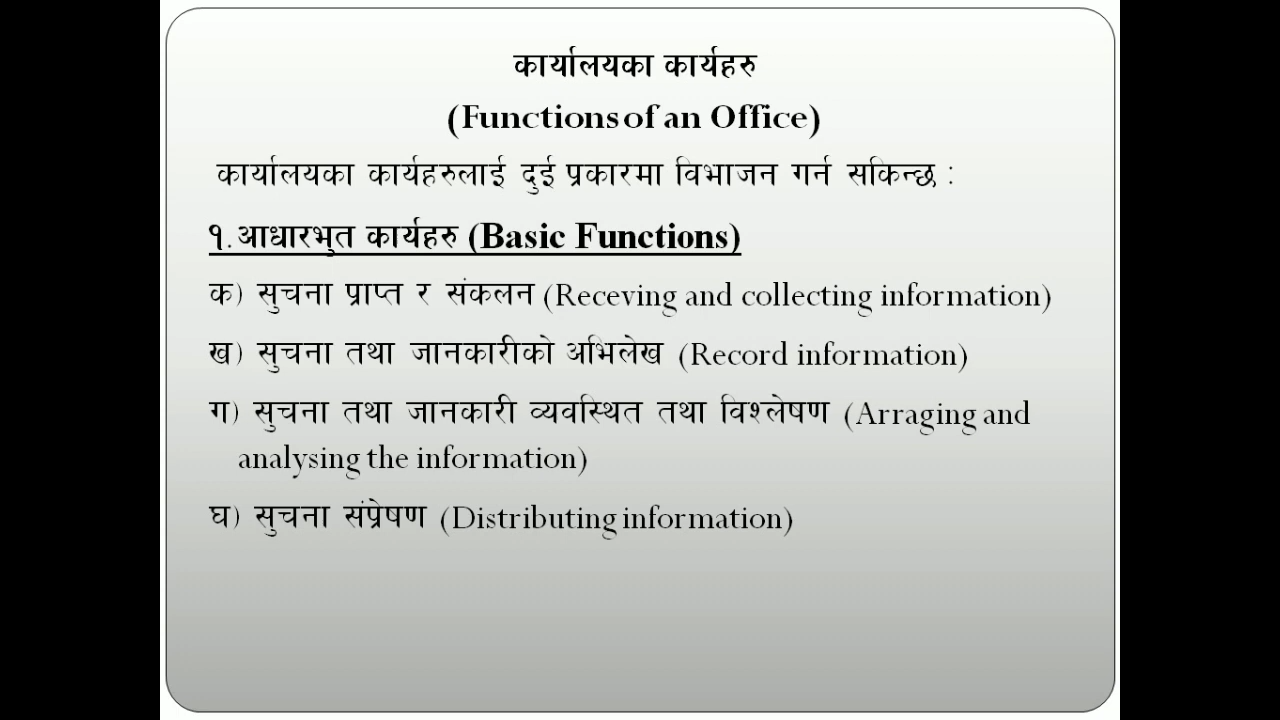 कार्यालयका कार्यहरु
(Functions of an Office)
कार्यालयका कार्यहरुलाई दुई प्रकारमा विभाजन गर्न सकिन्छ :
१.आधारभुत कार्यहरु (Basic Functions)
क) सुचना प्राप्त र संकलन (Receving and collecting information)
ख) सुचना तथा जानकारीको अभिलेख (Record information)
ग) सुचना तथा जानकारी व्यवस्थित तथा विश्लेषण (Arraging and
analysing the information)
घ) सुचना संप्रेषण (Distributing information)